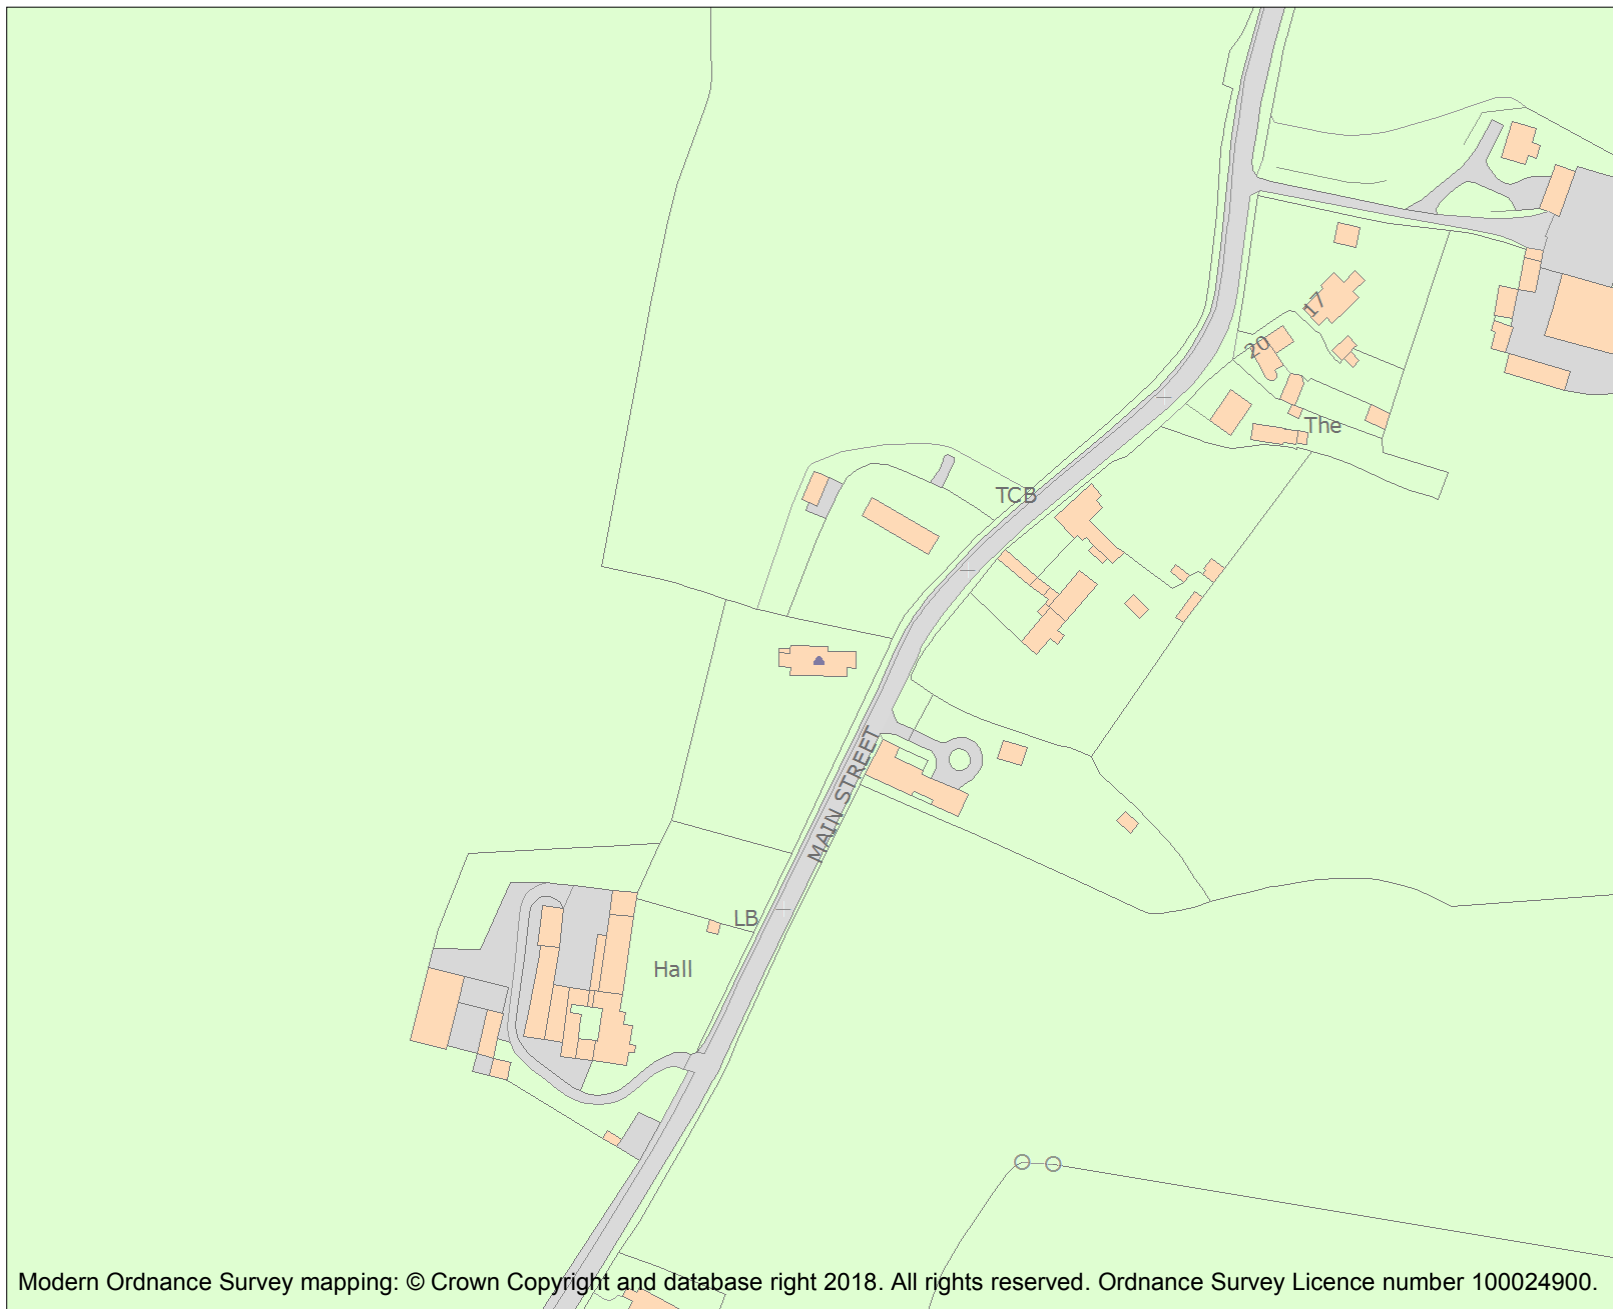 17
20
The
TCB
MAIN STREET
LB
Hall
Modern Ordnance Survey mapping: © Crown Copyright and database right 2018. All rights reserved. Ordnance Survey Licence number 100024900.